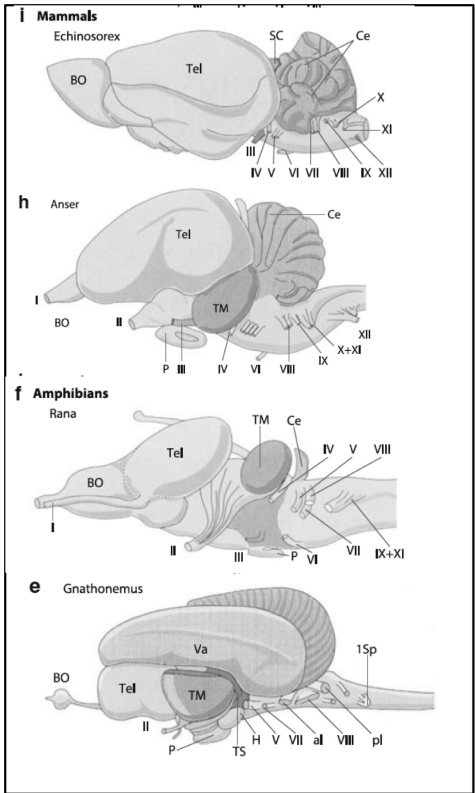 i Mammals
Echinosorex
SC
Ce
BO
Tel
X
XI
III
IV V VI VII VIII IX XII
h Anser
Ce
Tel
I
TM
BO
II
XII
X+XI
IX
P III IV VI VIII
f Amphibians
Rana
TM Ce
IV V VIII
Tel
BO
I
II
III P VI VII IX+XI
e Gnathonemus
Va
1Sp
BO
Tel TM
II
H V VII al VIII pl
P TS